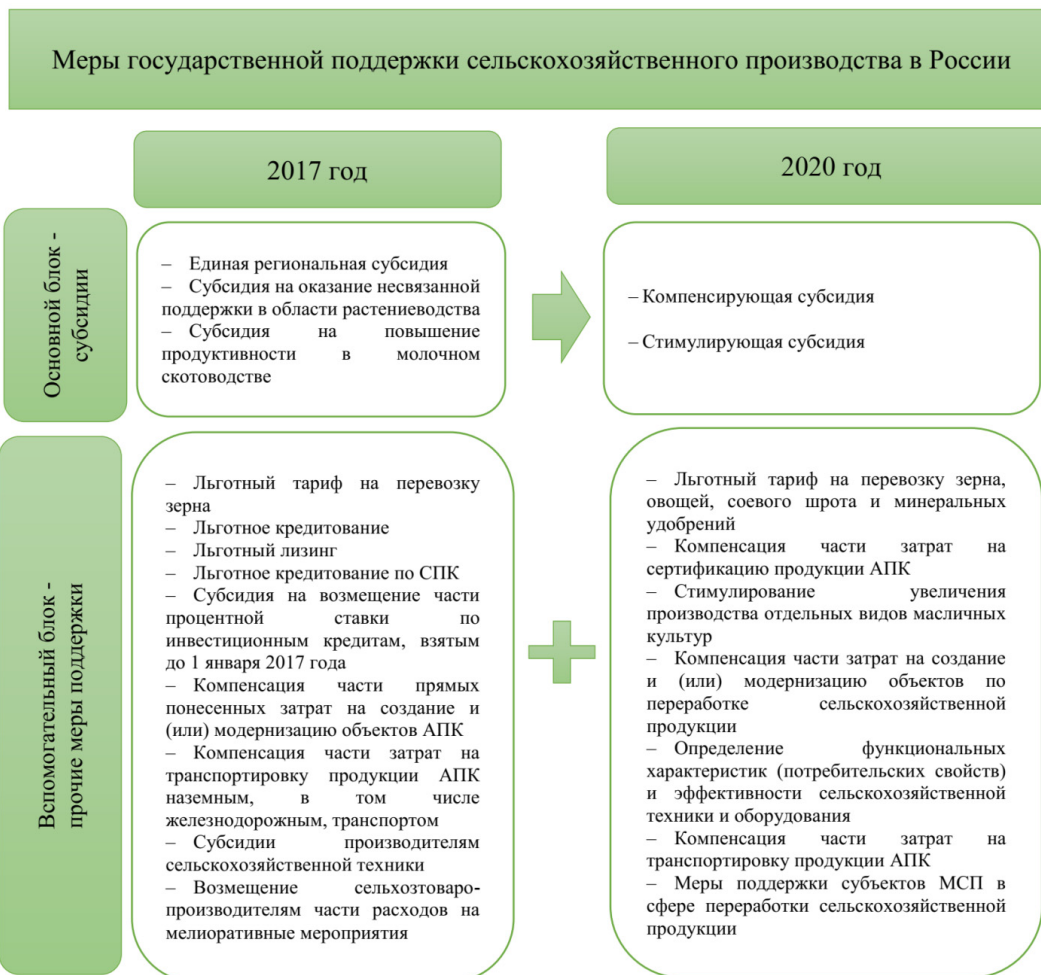 Меры государственной поддержки сельскохозяйственного производства в России
2017 год
2020 год
Основной блок -
субсидии
– Единая региональная субсидия
– Субсидия на оказание несвязанной
поддержки в области растениеводства
– Субсидия на повышение
продуктивности в молочном
скотоводстве
– Компенсирующая субсидия
– Стимулирующая субсидия
Вспомогательный блок -
прочие меры поддержки
– Льготный тариф на перевозку
зерна
– Льготное кредитование
– Льготный лизинг
– Льготное кредитование по СПК
– Субсидия на возмещение части
процентной ставки по
инвестиционным кредитам, взятым
до 1 января 2017 года
– Компенсация части прямых
понесенных затрат на создание и
(или) модернизацию объектов АПК
– Компенсация части затрат на
транспортировку продукции АПК
наземным, в том числе
железнодорожным, транспортом
– Субсидии производителям
сельскохозяйственной техники
– Возмещение сельхозтоваро-
производителям части расходов на
мелиоративные мероприятия
– Льготный тариф на перевозку зерна,
овощей, соевого шрота и минеральных
удобрений
– Компенсация части затрат на
сертификацию продукции АПК
– Стимулирование увеличения
производства отдельных видов масличных
культур
– Компенсация части затрат на создание
и (или) модернизацию объектов по
переработке сельскохозяйственной
продукции
– Определение функциональных
характеристик (потребительских свойств)
и эффективности сельскохозяйственной
техники и оборудования
– Компенсация части затрат на
транспортировку продукции АПК
– Меры поддержки субъектов МСП в
сфере переработки сельскохозяйственной
продукции